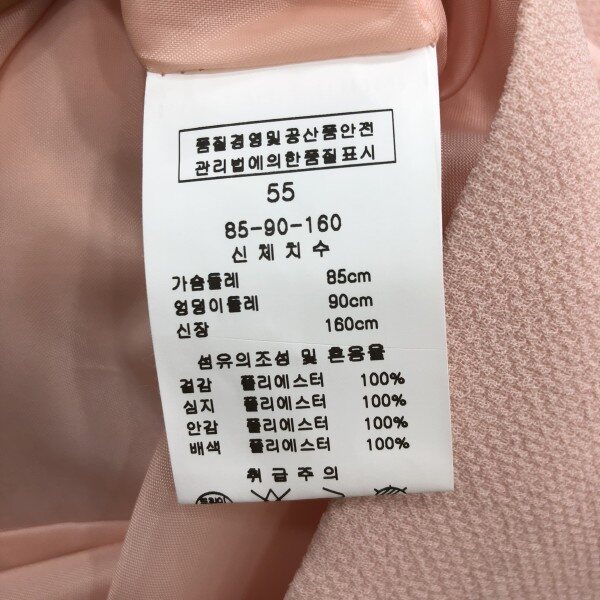 품질경영및공산품안전
관리법에의한품질표시
55
85-90-160
신체치수
가슴둘레 85cm
엉덩이둘레 90cm
신장 160cm
섬유의조성 및 혼용율
겉감 폴리에스터 100%
심지 폴리에스터 100%
안감 폴리에스터 100%
배색 폴리에스터 100%
취급주의